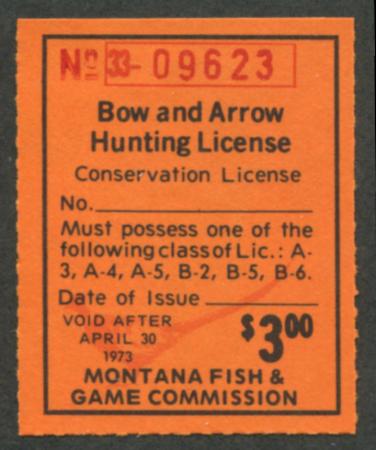 Nº 33-09623
Bow and Arrow
Hunting License
Conservation License
No.
Must possess one of the
following class of Lic.: A-
3, A-4, A-5, B-2, B-5, B-6.
Date of Issue
VOID AFTER
APRIL 30
1973
$3.00
MONTANA FISH &
GAME COMMISSION